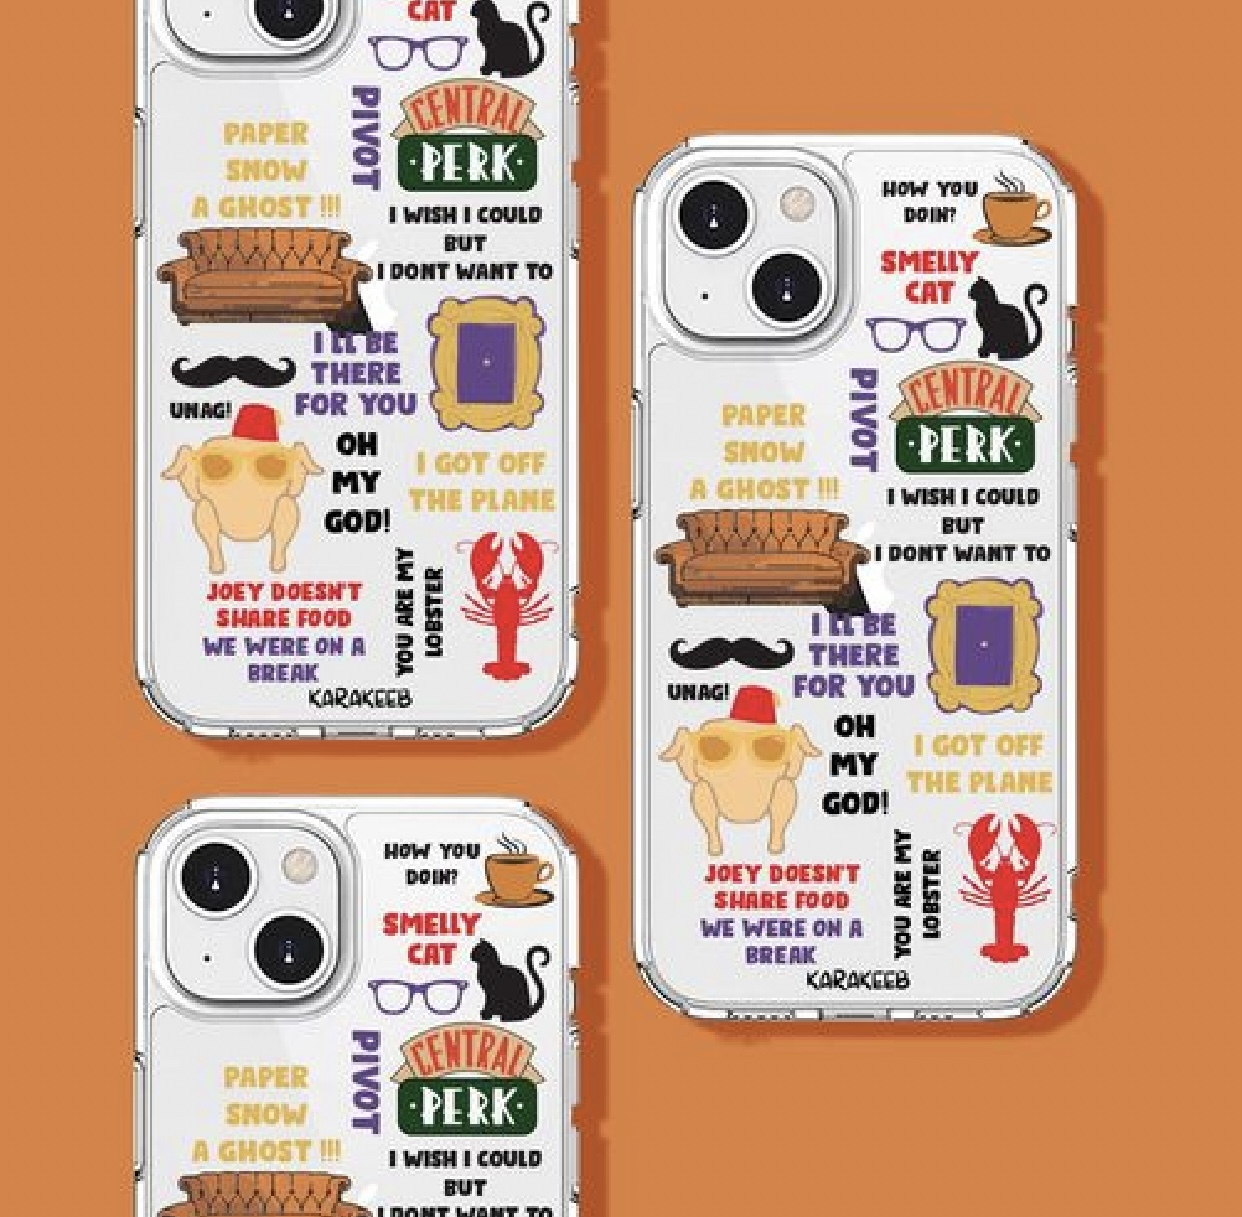 CAT
PIVOT
CENTRAL
·PERK·
PAPER
SNOW
A GHOST !!!
I WISH I COULD
BUT
I DONT WANT TO
I LL BE
THERE
FOR YOU
UNAG!
OH
MY
GOD!
I GOT OFF
THE PLANE
JOEY DOESN'T
SHARE FOOD
WE WERE ON A
BREAK
YOU ARE MY
LOBSTER
KARAKEEB
HOW YOU
DOIN?
SMELLY
CAT
PIVOT
CENTRAL
·PERK·
PAPER
SNOW
A GHOST !!!
I WISH I COULD
BUT
I DONT WANT TO
I LL BE
THERE
FOR YOU
UNAG!
OH
MY
GOD!
I GOT OFF
THE PLANE
JOEY DOESN'T
SHARE FOOD
WE WERE ON A
BREAK
YOU ARE MY
LOBSTER
KARAKEEB
HOW YOU
DOIN?
SMELLY
CAT
PIVOT
CENTRAL
·PERK·
PAPER
SNOW
A GHOST !!!
I WISH I COULD
BUT
I DONT WANT TO